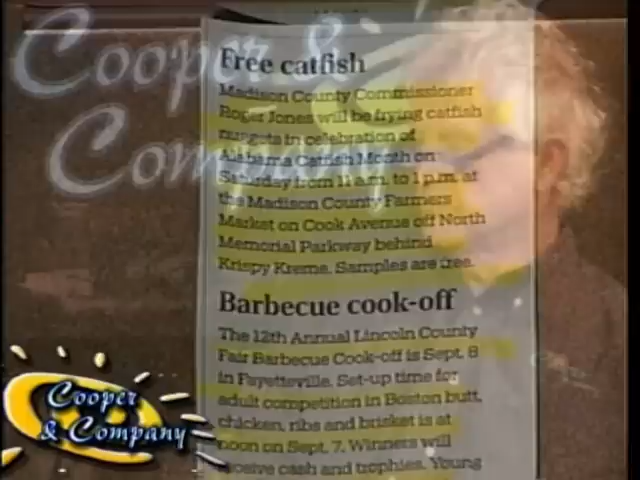 Cooper &
Company
Free catfish
Madison County Commissioner
Roger Jones will be frying catfish
nuggets in celebration of
Alabama Catfish Month on
Saturday from 11 a.m. to 1 p.m. at
the Madison County Farmers
Market on Cook Avenue off North
Memorial Parkway behind
Krispy Kreme. Samples are free.
Barbecue cook-off
The 12th Annual Lincoln County
Fair Barbecue Cook-off is Sept. 8
in Fayetteville. Set-up time for
adult competition in Boston butt,
chicken, ribs and brisket is at
noon on Sept. 7. Winners will
receive cash and trophies. Young
Cooper
& Company